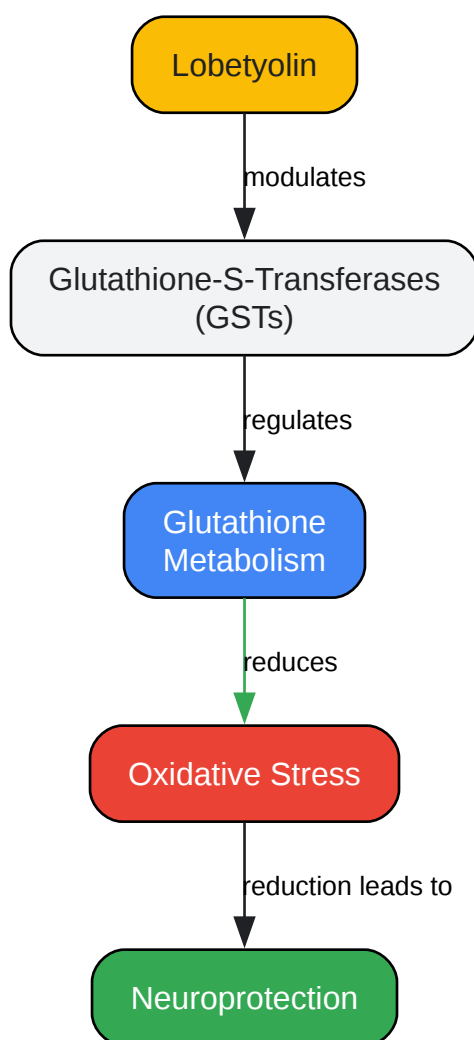 Lobetyolin
modulates
Glutathione-S-Transferases
(GSTs)
regulates
Glutathione
Metabolism
reduces
Oxidative Stress
reduction leads to
Neuroprotection